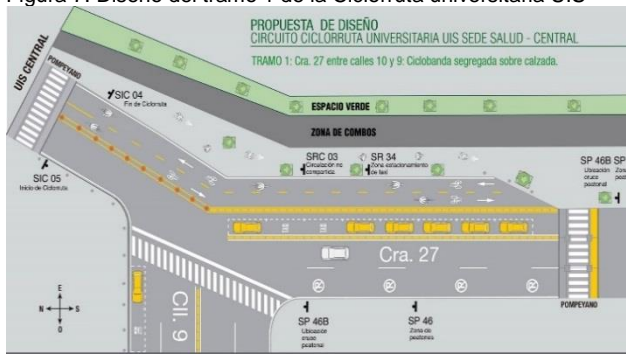 Figura 7. Diseño del tramo 1 de la Ciclorruta universitaria UIS
PROPUESTA DE DISEÑO
CIRCUITO CICLORRUTA UNIVERSITARIA UIS SEDE SALUD - CENTRAL
TRAMO 1: Cra. 27 entre calles 10 y 9: Ciclobanda segregada sobre calzada.
UIS CENTRAL
POMPEYANO
SIC 04
Fin de Ciclorruta
ESPACIO VERDE
ZONA DE COMBOS
SRC 03
Circulación no
compartica
SR 34
Zona estacionamiento
de taxi
SP 46B
Ubicación
cruce
peatonal
SP
SIC 05
Inicio de Ciclorruta
Cra. 27
Cll. 9
E
N
S
O
SP 46B
Ubicación
cruce
peatonal
SP 46
Zona de
peatones
POMPEYANO